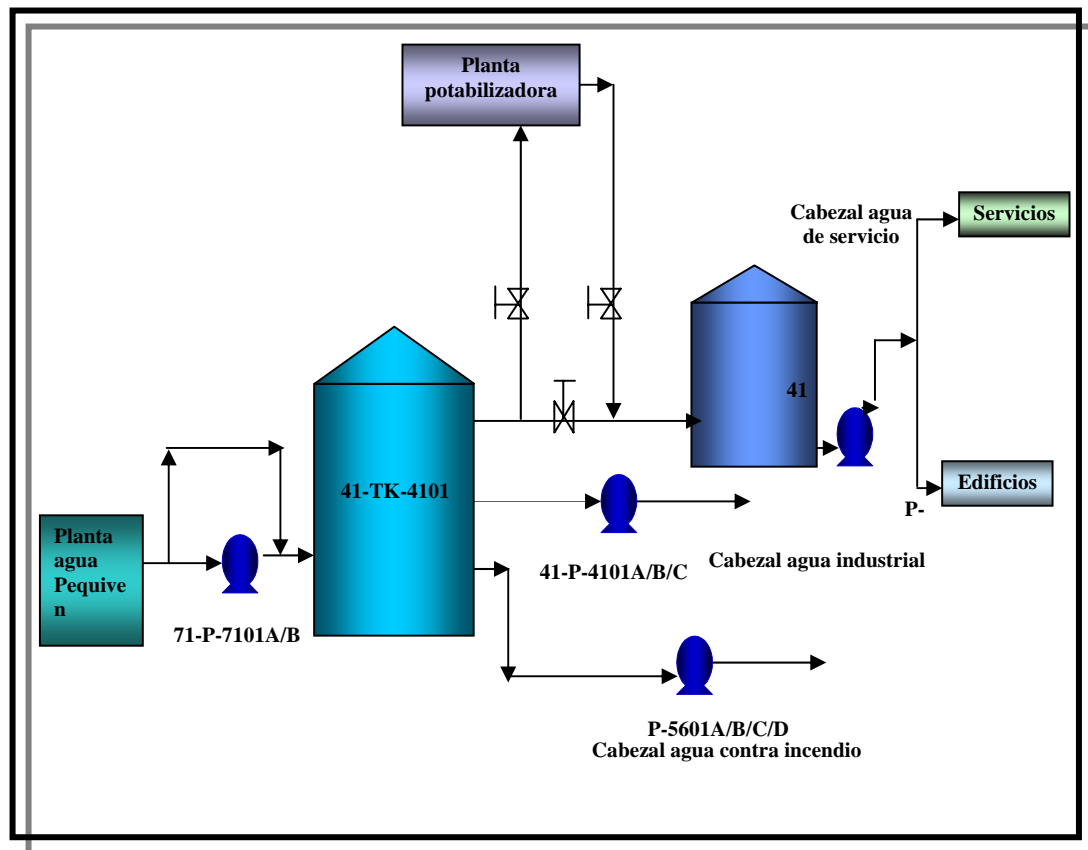 Planta
potabilizadora
Cabezal agua
de servicio
Servicios
41
41-TK-4101
Edificios
P-
Planta
agua
Pequive
n
71-P-7101A/B
41-P-4101A/B/C
Cabezal agua industrial
P-5601A/B/C/D
Cabezal agua contra incendio